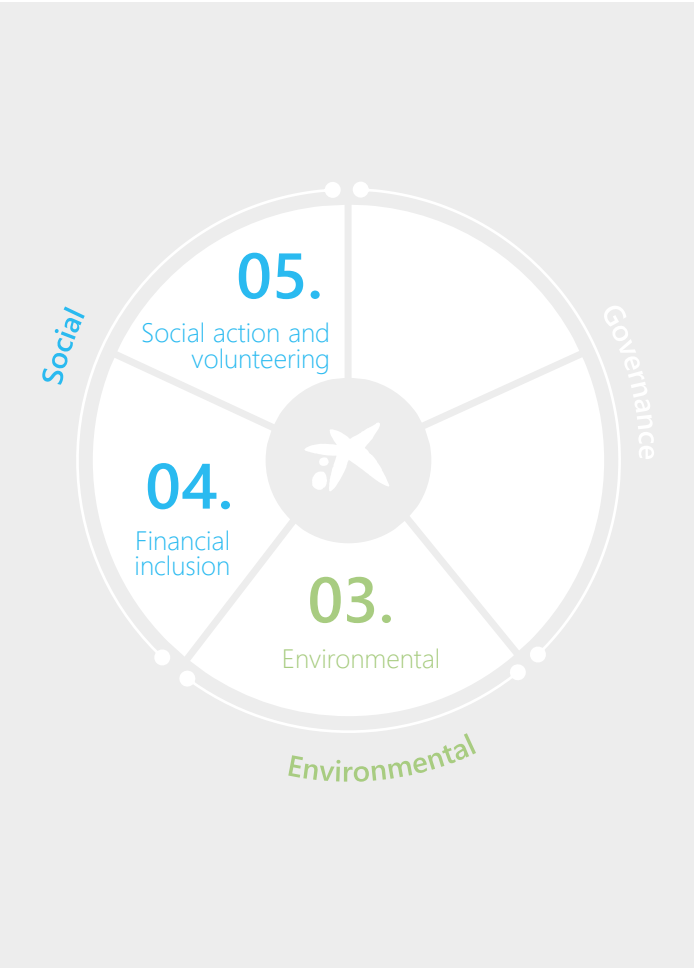 Social
Governance
05.
Social action and
volunteering
04.
Financial
inclusion
03.
Environmental
Environmental